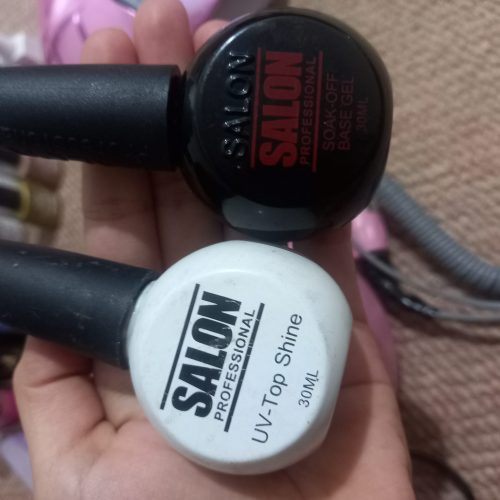 SALON
SALON
PROFESSIONAL
SOAK-OFF
BASE GEL
30ML
SALON
PROFESSIONAL
UV-Top Shine
30ML